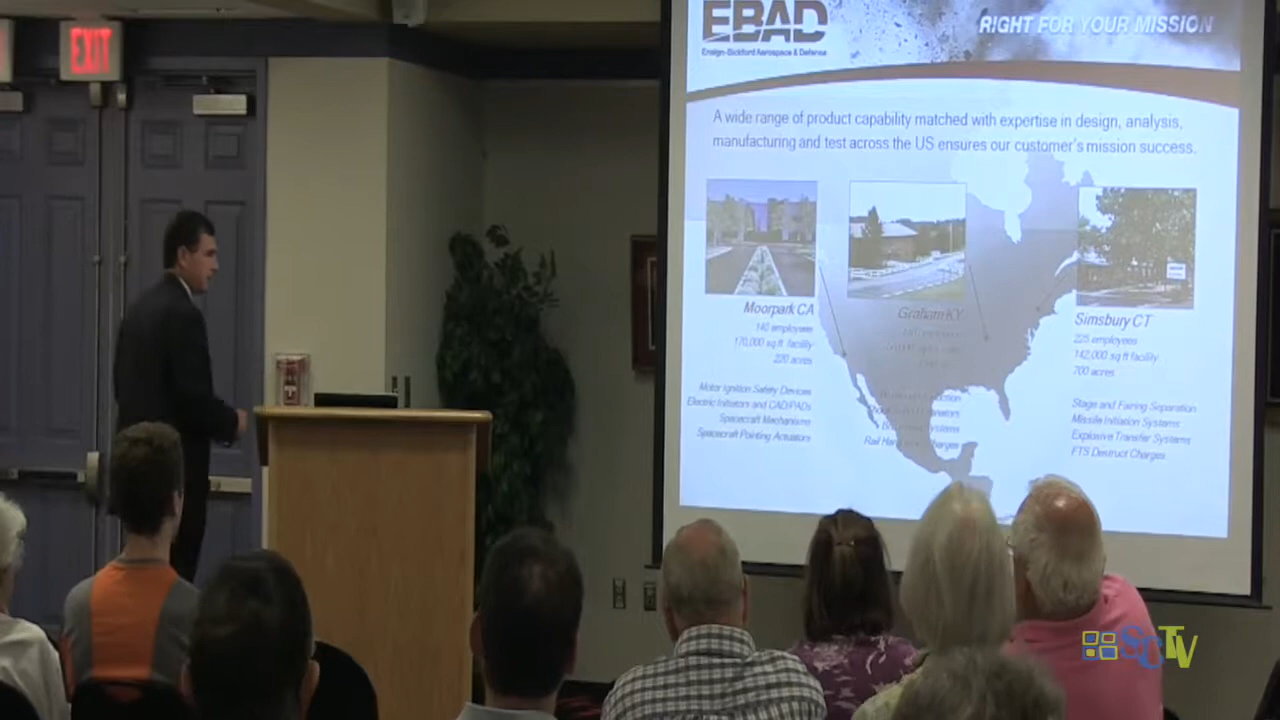 EXIT
EBAD
Ensign-Bickford Aerospace & Defense
RIGHT FOR YOUR MISSION
A wide range of product capability matched with expertise in design, analysis,
manufacturing and test across the US ensures our customer's mission success.
Moorpark CA
140 employees
170,000 sq ft facility
220 acres
Motor Ignition Safety Devices
Electric Initiators and CAD/PADs
Spacecraft Mechanisms
Spacecraft Pointing Actuators
Graham KY
Rail
Charges
Simsbury CT
225 employees
142,000 sq ft facility
700 acres
Stage and Fairing Separation
Missile Initiation Systems
Explosive Transfer Systems
FTS Destruct Charges
SCTV